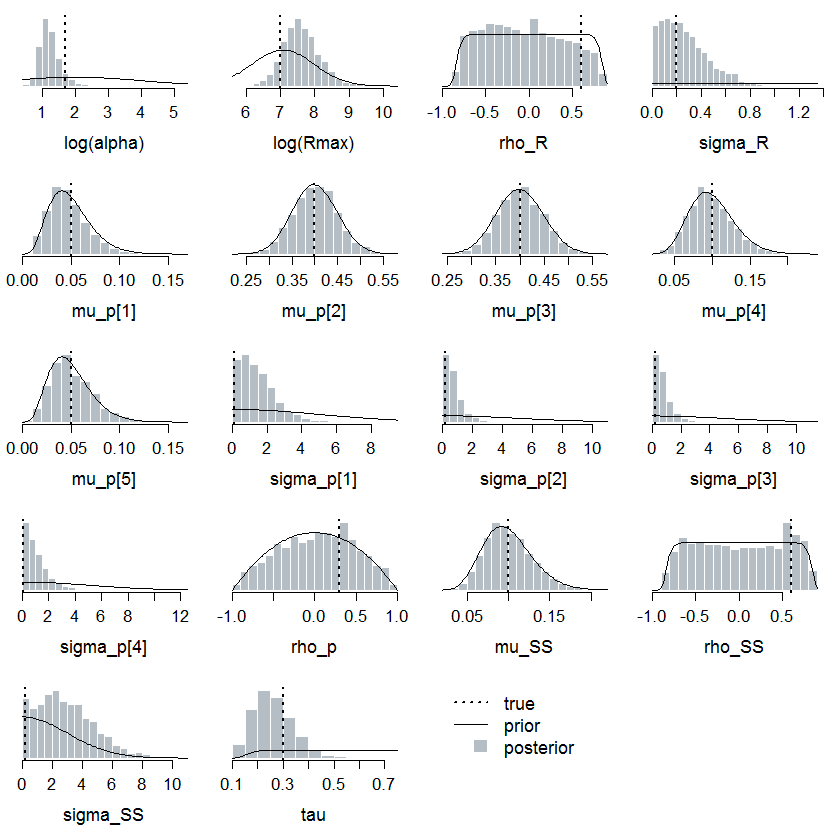 1 2 3 4 5
log(alpha)
6 7 8 9 10
log(Rmax)
-1.0 -0.5 0.0 0.5
rho_R
0.0 0.4 0.8 1.2
sigma_R
0.00 0.05 0.10 0.15
mu_p[1]
0.25 0.35 0.45 0.55
mu_p[2]
0.25 0.35 0.45 0.55
mu_p[3]
0.05 0.15
mu_p[4]
0.00 0.05 0.10 0.15
mu_p[5]
0 2 4 6 8
sigma_p[1]
0 2 4 6 8 10
sigma_p[2]
0 2 4 6 8 10
sigma_p[3]
0 2 4 6 8 10 12
sigma_p[4]
-1.0 0.0 0.5 1.0
rho_p
0.05 0.15
mu_SS
-1.0 -0.5 0.0 0.5
rho_SS
0 2 4 6 8 10
sigma_SS
0.1 0.3 0.5 0.7
tau
true
prior
posterior